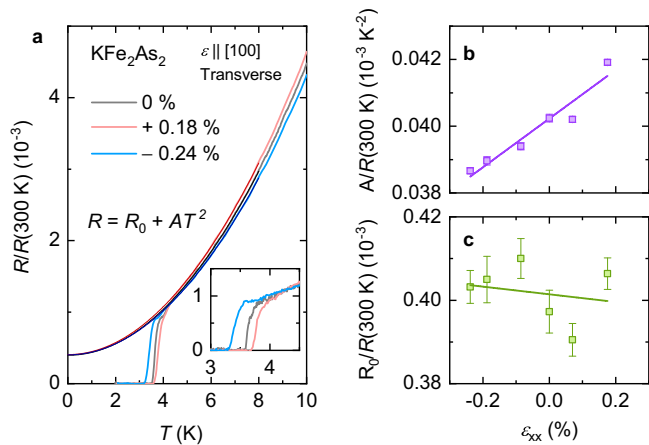 a
KFe₂As₂
ε || [100]
Transverse
0 %
+ 0.18 %
– 0.24 %
R = R₀ + AT²
R/R(300 K) (10⁻³)
4
2
0
0 2 4 6 8 10
T (K)
1
0
3 4
b
A/R(300 K) (10⁻³ K⁻²)
0.042
0.040
0.038
c
R₀/R(300 K) (10⁻³)
0.42
0.40
0.38
-0.2 0.0 0.2
εxx (%)